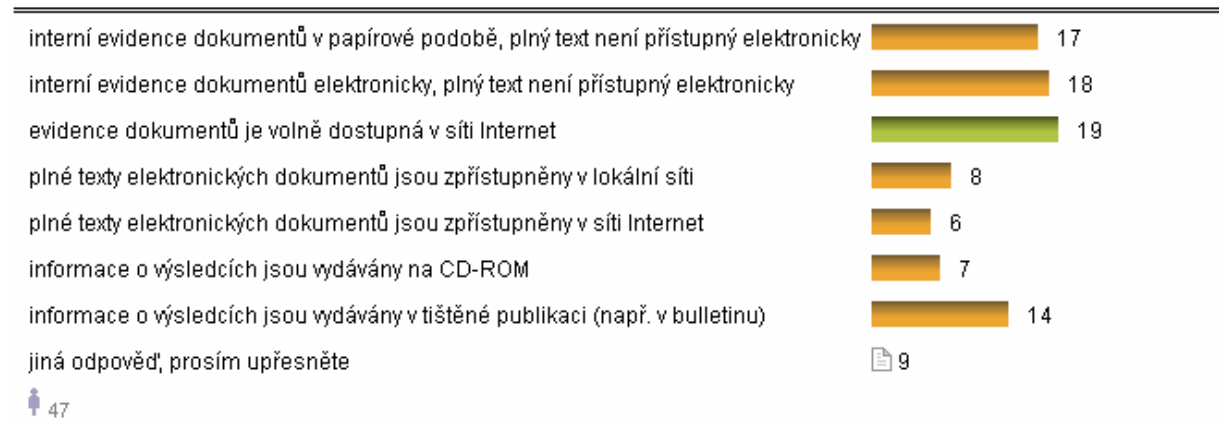 interní evidence dokumentů v papírové podobě, plný text není přístupný elektronicky 17
interní evidence dokumentů elektronicky, plný text není přístupný elektronicky 18
evidence dokumentů je volně dostupná v síti Internet 19
plné texty elektronických dokumentů jsou zpřístupněny v lokální síti 8
plné texty elektronických dokumentů jsou zpřístupněny v síti Internet 6
informace o výsledcích jsou vydávány na CD-ROM 7
informace o výsledcích jsou vydávány v tištěné publikaci (např. v bulletinu) 14
jiná odpověď, prosím upřesněte 9
47